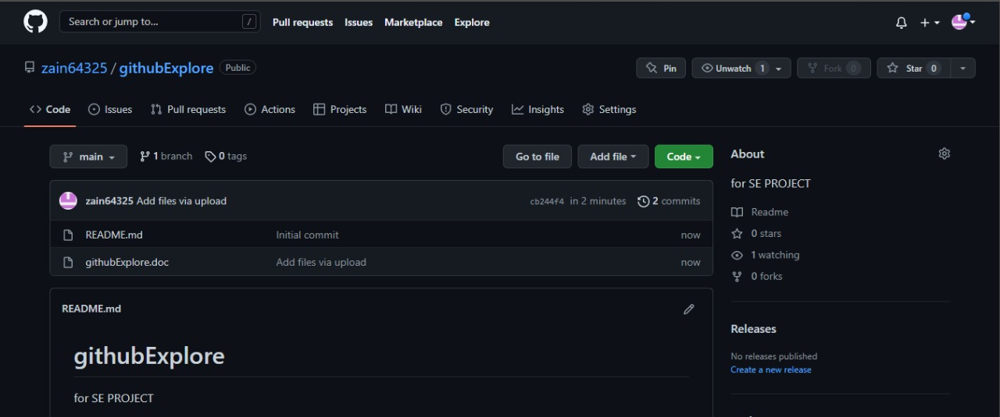 Search or jump to... /
Pull requests Issues Marketplace Explore
zain64325 / githubExplore Public
Pin Unwatch 1 Fork 0 Star 0
Code Issues Pull requests Actions Projects Wiki Security Insights Settings
main 1 branch 0 tags Go to file Add file Code
zain64325 Add files via upload cb244f4 in 2 minutes 2 commits
README.md Initial commit now
githubExplore.doc Add files via upload now
README.md
githubExplore
for SE PROJECT
About
for SE PROJECT
Readme
0 stars
1 watching
0 forks
Releases
No releases published
Create a new release